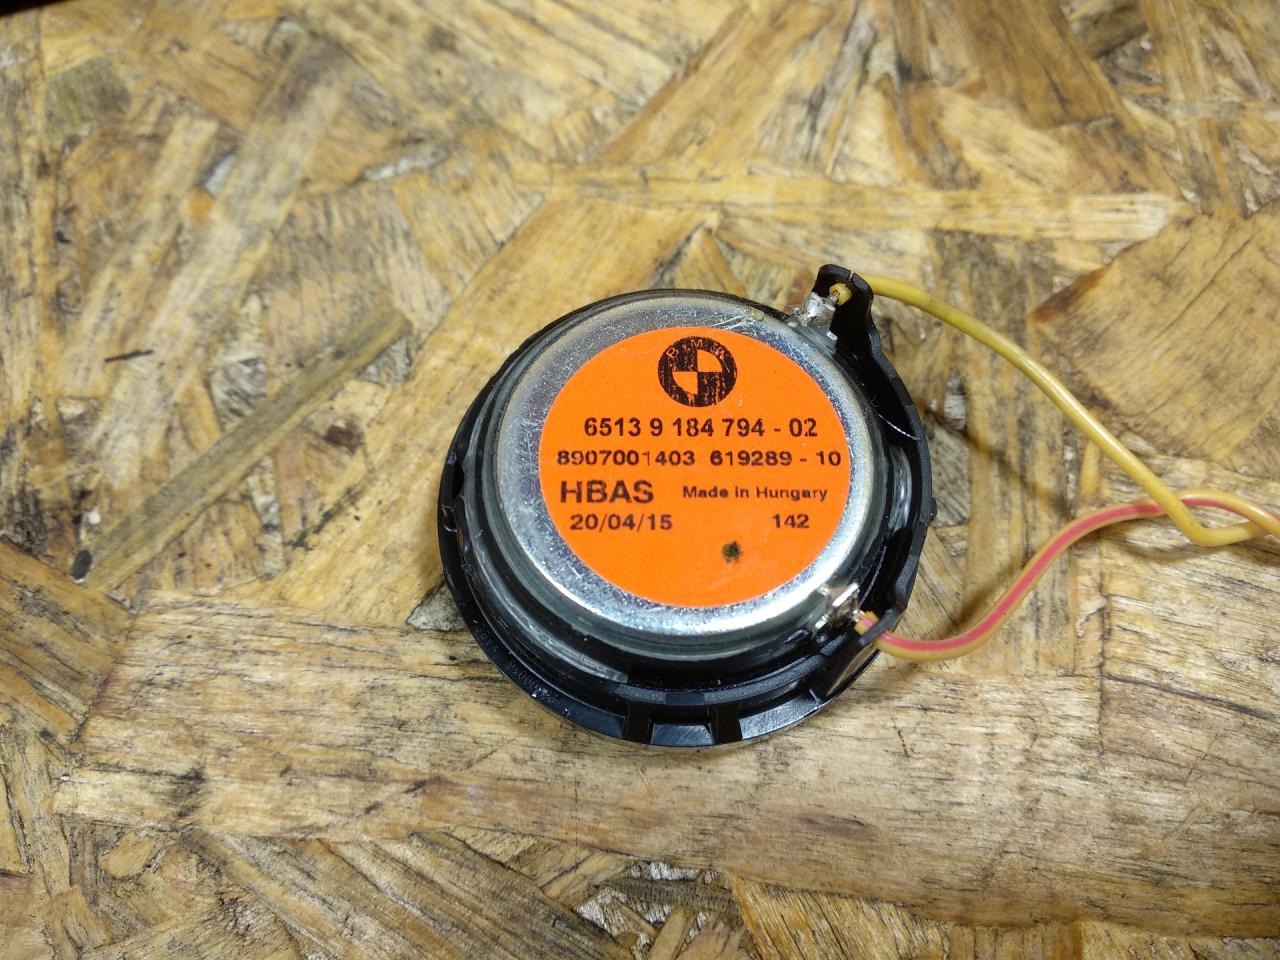 BMW
6513 9 184 794 - 02
8907001403 619289 - 10
HBAS Made in Hungary
20/04/15 142